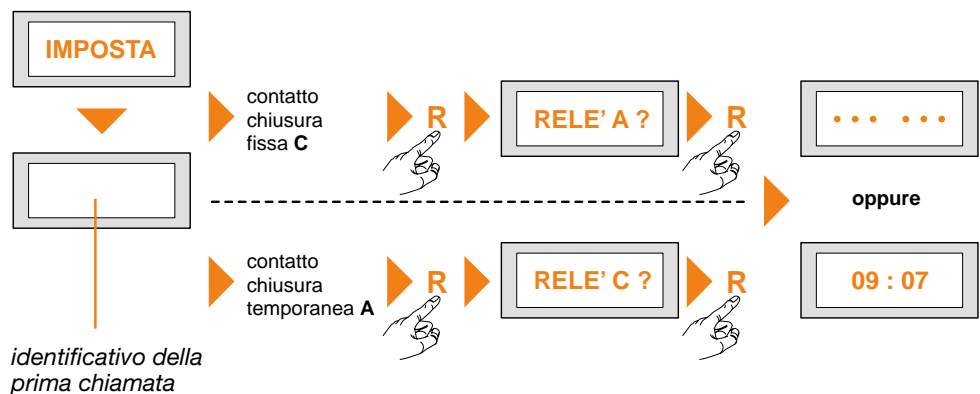 IMPOSTA
contatto
chiusura
fissa C
R
RELE' A ?
R
• • •  • • •
oppure
contatto
chiusura
temporanea A
R
RELE' C ?
R
09 : 07
identificativo della
prima chiamata